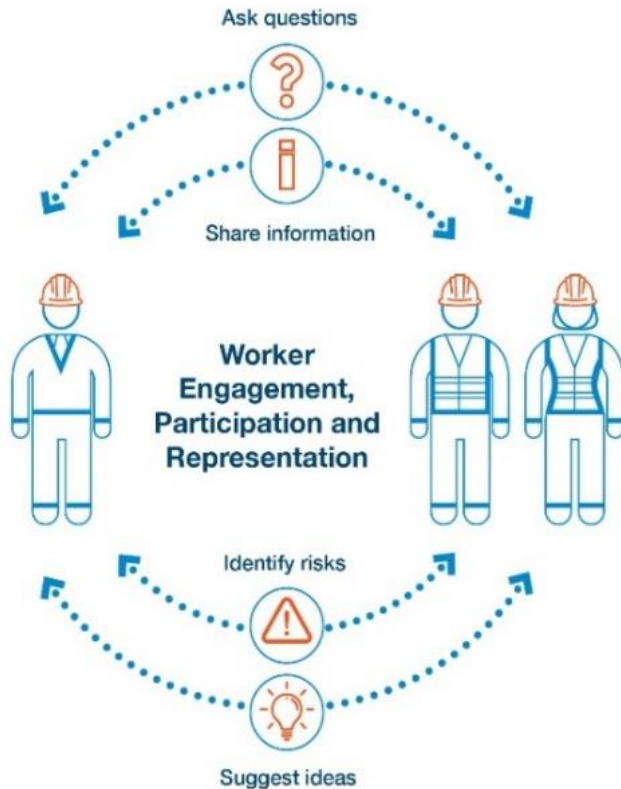 Ask questions
Share information
Worker
Engagement,
Participation and
Representation
Identify risks
Suggest ideas